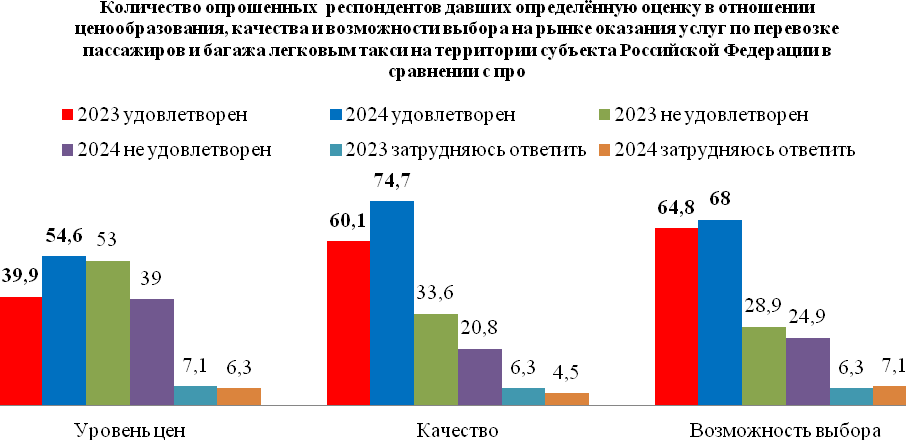 Количество опрошенных респондентов давших определённую оценку в отношении
ценообразования, качества и возможности выбора на рынке оказания услуг по перевозке
пассажиров и багажа легковым такси на территории субъекта Российской Федерации в
сравнении с про
2023 удовлетворен 2024 удовлетворен 2023 не удовлетворен
2024 не удовлетворен 2023 затрудняюсь ответить 2024 затрудняюсь ответить
39,9 54,6 53 39 7,1 6,3
60,1 74,7 33,6 20,8 6,3 4,5
64,8 68 28,9 24,9 6,3 7,1
Уровень цен Качество Возможность выбора